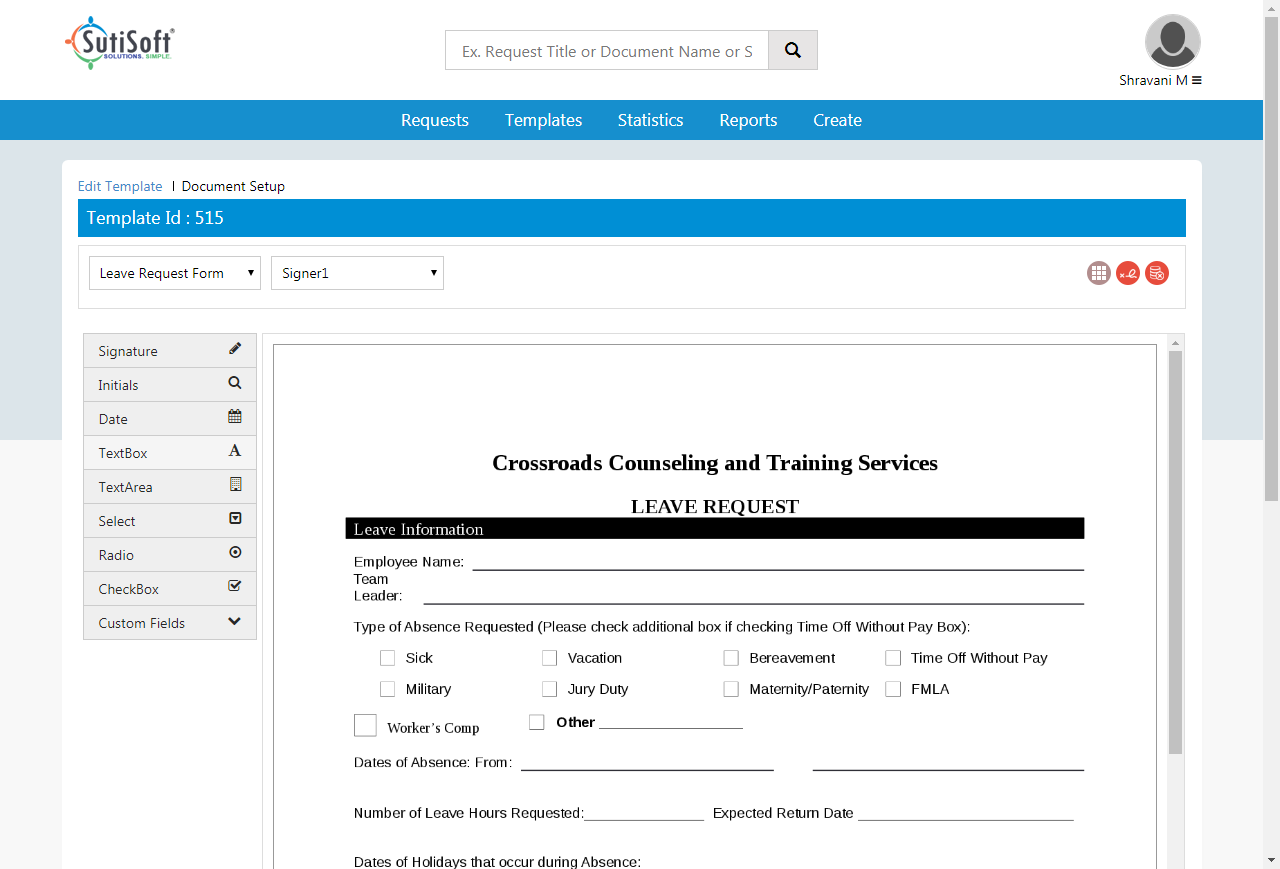 SutiSoft®
SOLUTIONS. SIMPLE.
Ex. Request Title or Document Name or S
Shravani M
Requests Templates Statistics Reports Create
Edit Template | Document Setup
Template Id : 515
Leave Request Form Signer1
Signature
Initials
Date
TextBox
TextArea
Select
Radio
CheckBox
Custom Fields
Crossroads Counseling and Training Services
LEAVE REQUEST
Leave Information
Employee Name:
Team
Leader:
Type of Absence Requested (Please check additional box if checking Time Off Without Pay Box):
Sick Vacation Bereavement Time Off Without Pay
Military Jury Duty Maternity/Paternity FMLA
Worker’s Comp Other
Dates of Absence: From:
Number of Leave Hours Requested: Expected Return Date
Dates of Holidays that occur during Absence: